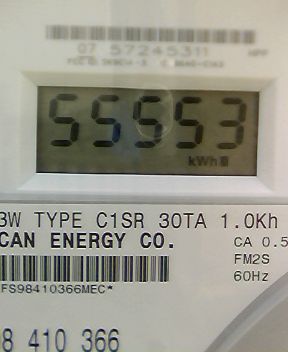 07 57245311
55553
kWh
3W TYPE C1SR 30TA 1.0Kh
CAN ENERGY CO.
CA 0.5
FM2S
60Hz
FS98410366MEC*
98 410 366